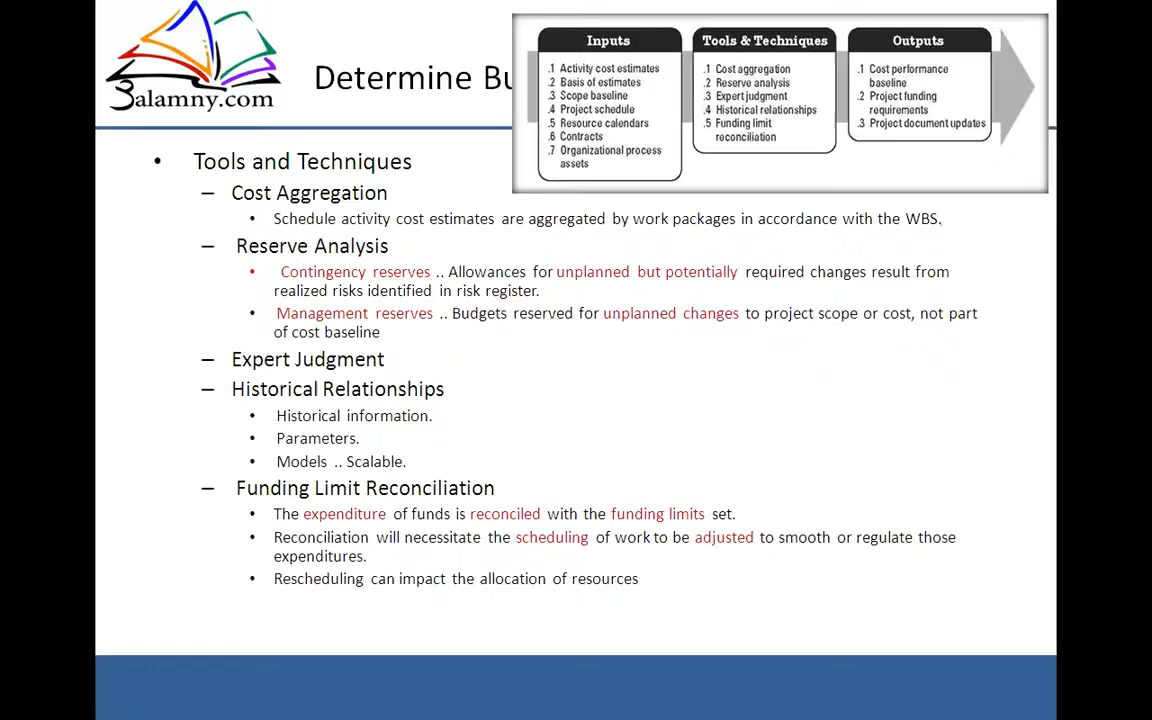 3alamny.com
Determine Bu
Inputs
.1 Activity cost estimates
.2 Basis of estimates
.3 Scope baseline
.4 Project schedule
.5 Resource calendars
.6 Contracts
.7 Organizational process
assets
Tools & Techniques
.1 Cost aggregation
.2 Reserve analysis
.3 Expert judgment
.4 Historical relationships
.5 Funding limit
reconciliation
Outputs
.1 Cost performance
baseline
.2 Project funding
requirements
.3 Project document updates
• Tools and Techniques
– Cost Aggregation
• Schedule activity cost estimates are aggregated by work packages in accordance with the WBS.
– Reserve Analysis
• Contingency reserves .. Allowances for unplanned but potentially required changes result from
realized risks identified in risk register.
• Management reserves .. Budgets reserved for unplanned changes to project scope or cost, not part
of cost baseline
– Expert Judgment
– Historical Relationships
• Historical information.
• Parameters.
• Models .. Scalable.
– Funding Limit Reconciliation
• The expenditure of funds is reconciled with the funding limits set.
• Reconciliation will necessitate the scheduling of work to be adjusted to smooth or regulate those
expenditures.
• Rescheduling can impact the allocation of resources